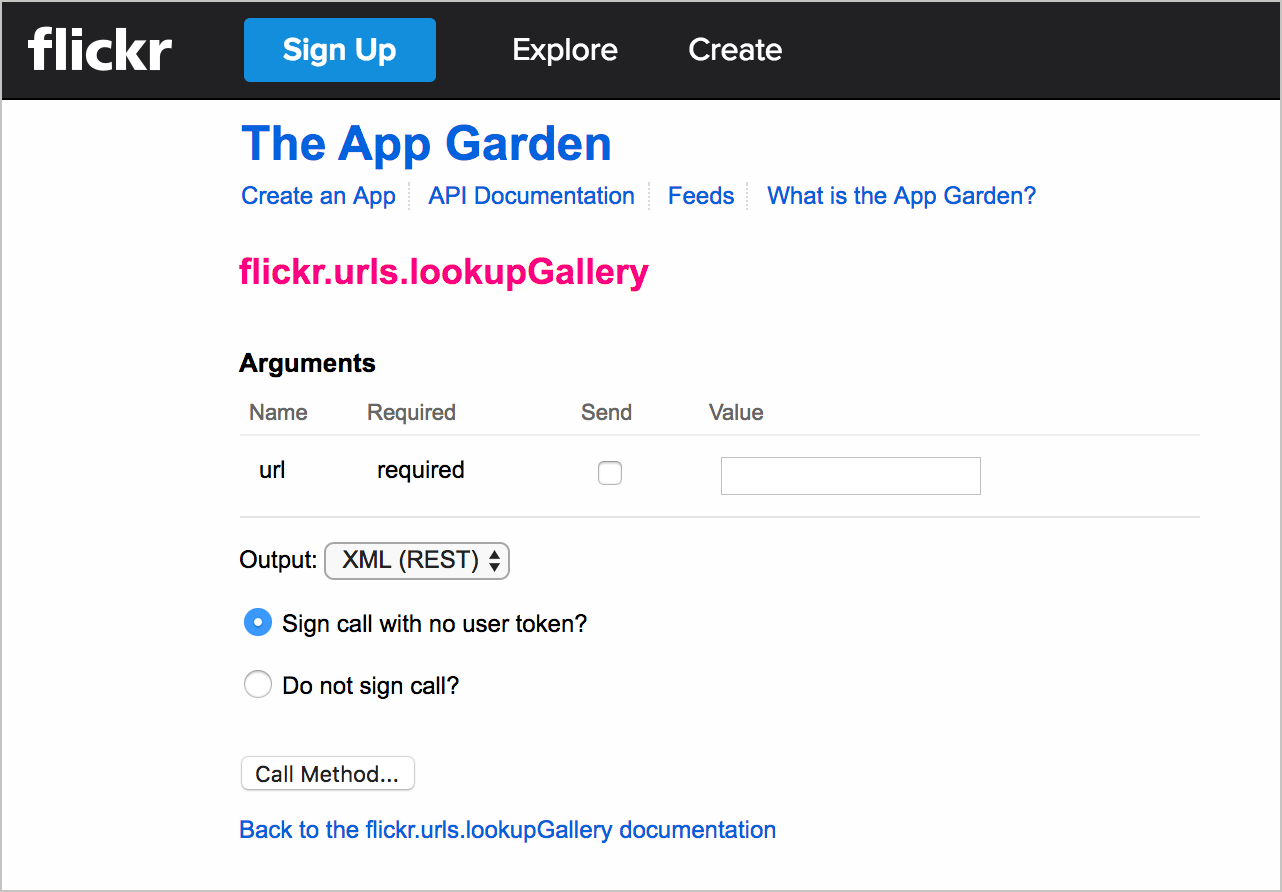 flickr Sign Up Explore Create
The App Garden
Create an App API Documentation Feeds What is the App Garden?
flickr.urls.lookupGallery
Arguments
Name Required Send Value
url required
Output: XML (REST)
Sign call with no user token?
Do not sign call?
Call Method...
Back to the flickr.urls.lookupGallery documentation